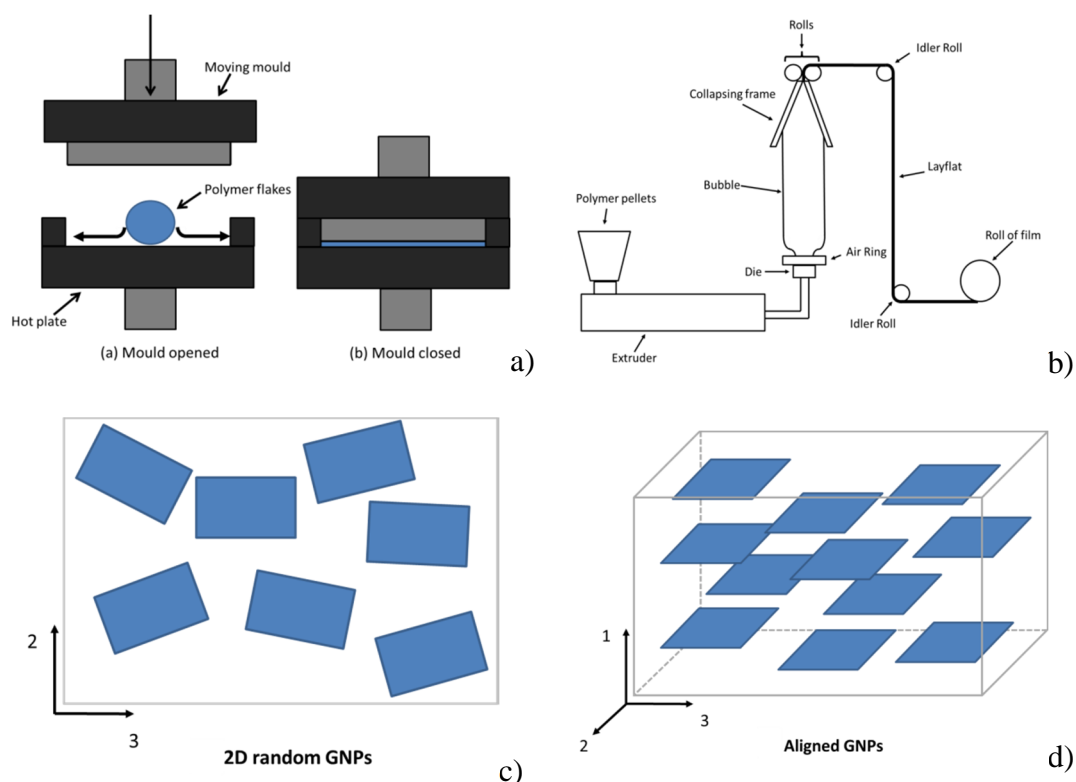 Moving mould
Polymer flakes
Hot plate
(a) Mould opened
(b) Mould closed
a)
Rolls
Idler Roll
Collapsing frame
Layflat
Bubble
Polymer pellets
Roll of film
Air Ring
Die
Idler Roll
Extruder
b)
2
3
2D random GNPs
c)
1
3
2
Aligned GNPs
d)